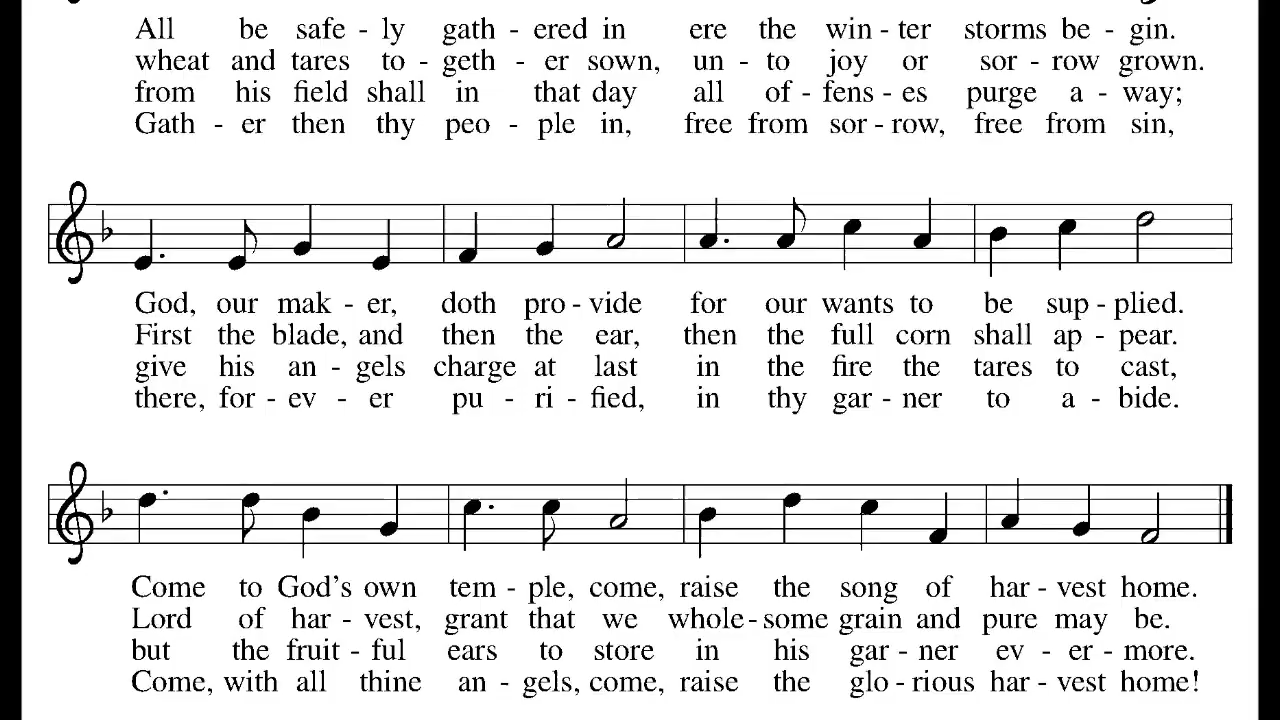 All be safe - ly gath - ered in ere the win - ter storms be - gin.
wheat and tares to - geth - er sown, un - to joy or sor - row grown.
from his field shall in that day all of - fens - es purge a - way;
Gath - er then thy peo - ple in, free from sor - row, free from sin,
God, our mak - er, doth pro - vide for our wants to be sup - plied.
First the blade, and then the ear, then the full corn shall ap - pear.
give his an - gels charge at last in the fire the tares to cast,
there, for - ev - er pu - ri - fied, in thy gar - ner to a - bide.
Come to God's own tem - ple, come, raise the song of har - vest home.
Lord of har - vest, grant that we whole - some grain and pure may be.
but the fruit - ful ears to store in his gar - ner ev - er - more.
Come, with all thine an - gels, come, raise the glo - rious har - vest home!